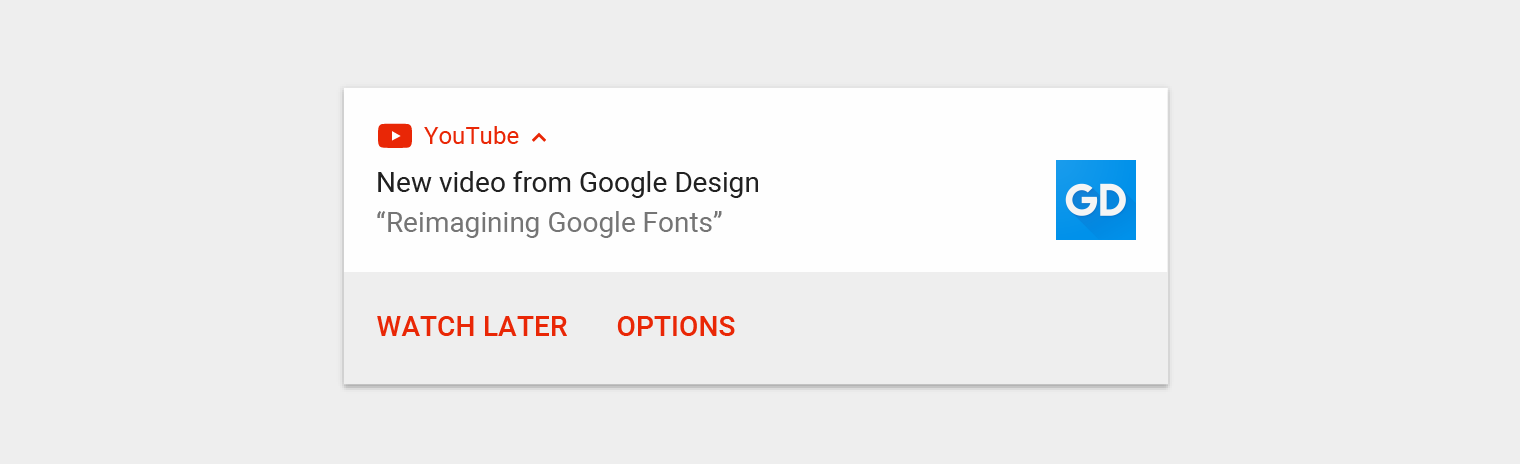 YouTube
New video from Google Design
“Reimagining Google Fonts”
GD
WATCH LATER OPTIONS